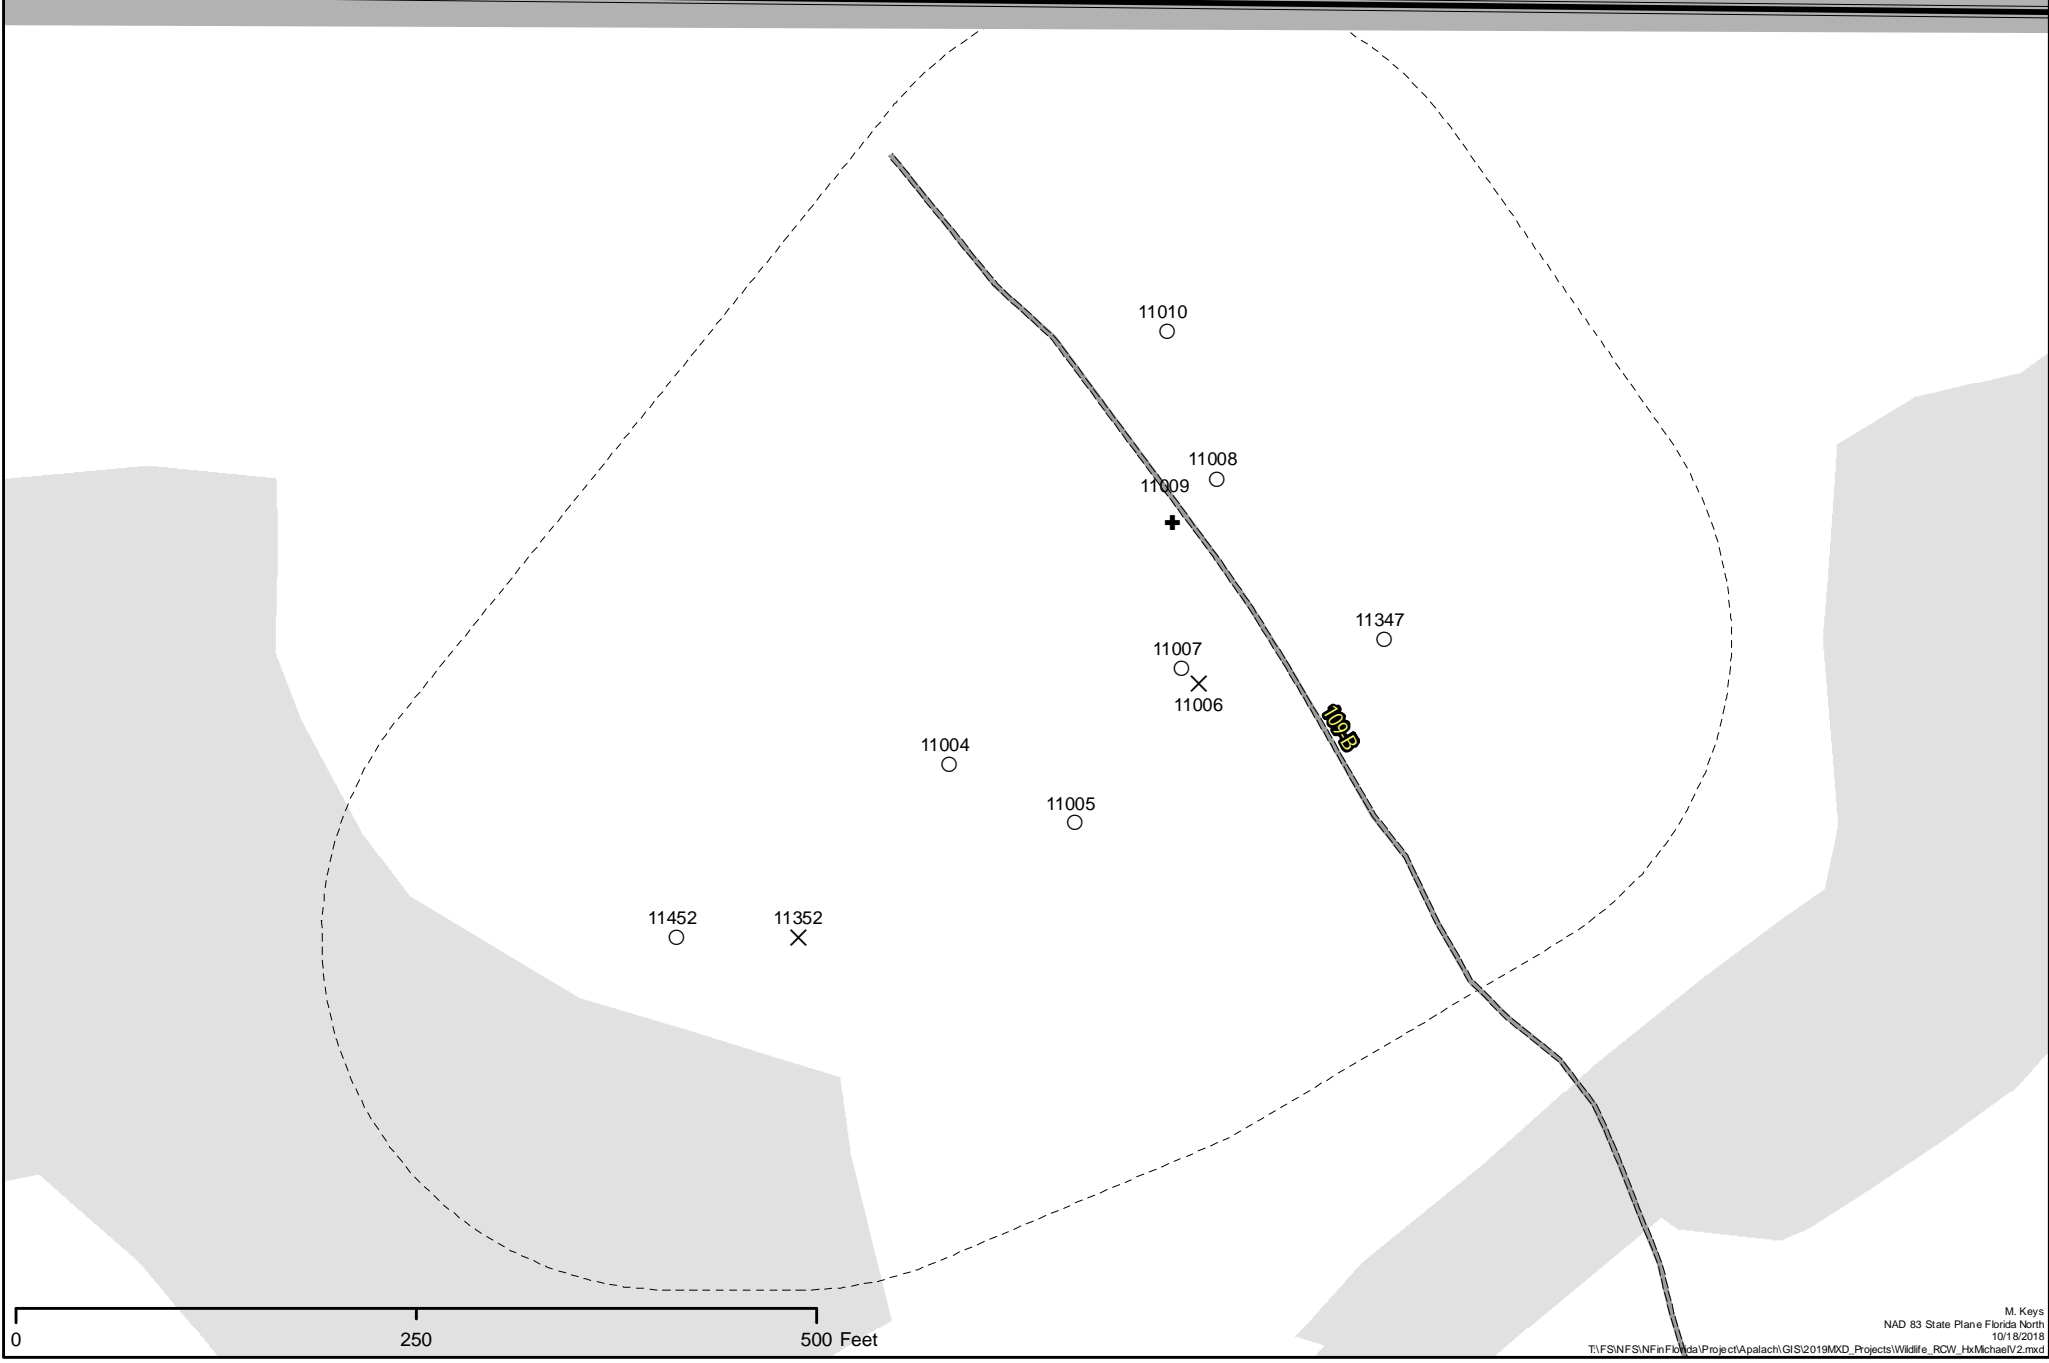 11010
11008
11009
11347
11007
11006
109-B
11004
11005
11452
11352
0 250 500 Feet
M. Keys
NAD 83 State Plane Florida North
10/18/2018
T:\FS\NFS\NFinFlorida\Project\Apalach\GIS\2019MXD_Projects\Wildlife_RCW_HxMichaelV2.mxd